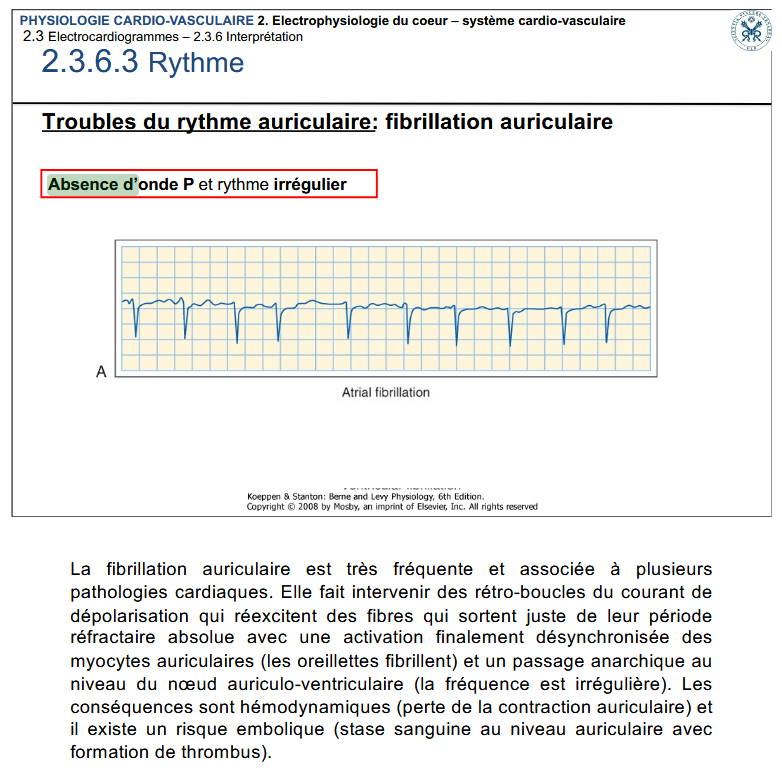 PHYSIOLOGIE CARDIO-VASCULAIRE 2. Electrophysiologie du coeur – système cardio-vasculaire
2.3 Electrocardiogrammes – 2.3.6 Interprétation
2.3.6.3 Rythme
Troubles du rythme auriculaire: fibrillation auriculaire
Absence d'onde P et rythme irrégulier
A
Atrial fibrillation
Koeppen & Stanton: Berne and Levy Physiology, 6th Edition.
Copyright © 2008 by Mosby, an imprint of Elsevier, Inc. All rights reserved
La fibrillation auriculaire est très fréquente et associée à plusieurs
pathologies cardiaques. Elle fait intervenir des rétro-boucles du courant de
dépolarisation qui réexcitent des fibres qui sortent juste de leur période
réfractaire absolue avec une activation finalement désynchronisée des
myocytes auriculaires (les oreillettes fibrillent) et un passage anarchique au
niveau du nœud auriculo-ventriculaire (la fréquence est irrégulière). Les
conséquences sont hémodynamiques (perte de la contraction auriculaire) et
il existe un risque embolique (stase sanguine au niveau auriculaire avec
formation de thrombus).